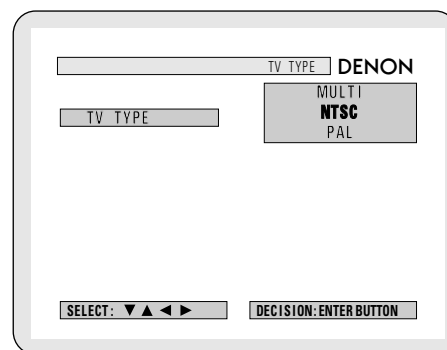 TV TYPE DENON
MULTI
TV TYPE NTSC
PAL
SELECT: ▼ ▲ ◄ ► DECISION: ENTER BUTTON